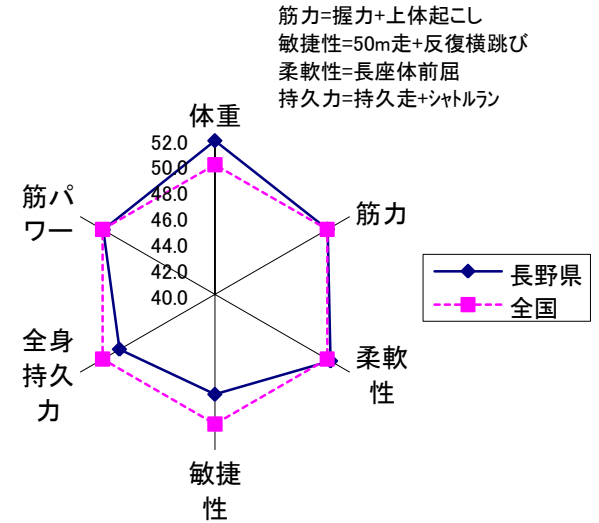 筋力=握力+上体起こし
敏捷性=50m走+反復横跳び
柔軟性=長座体前屈
持久力=持久走+シャトルラン
体重
52.0
50.0
48.0
46.0
44.0
42.0
40.0
筋パ
ワー
筋力
長野県
全国
全身
持久
力
柔軟
性
敏捷
性